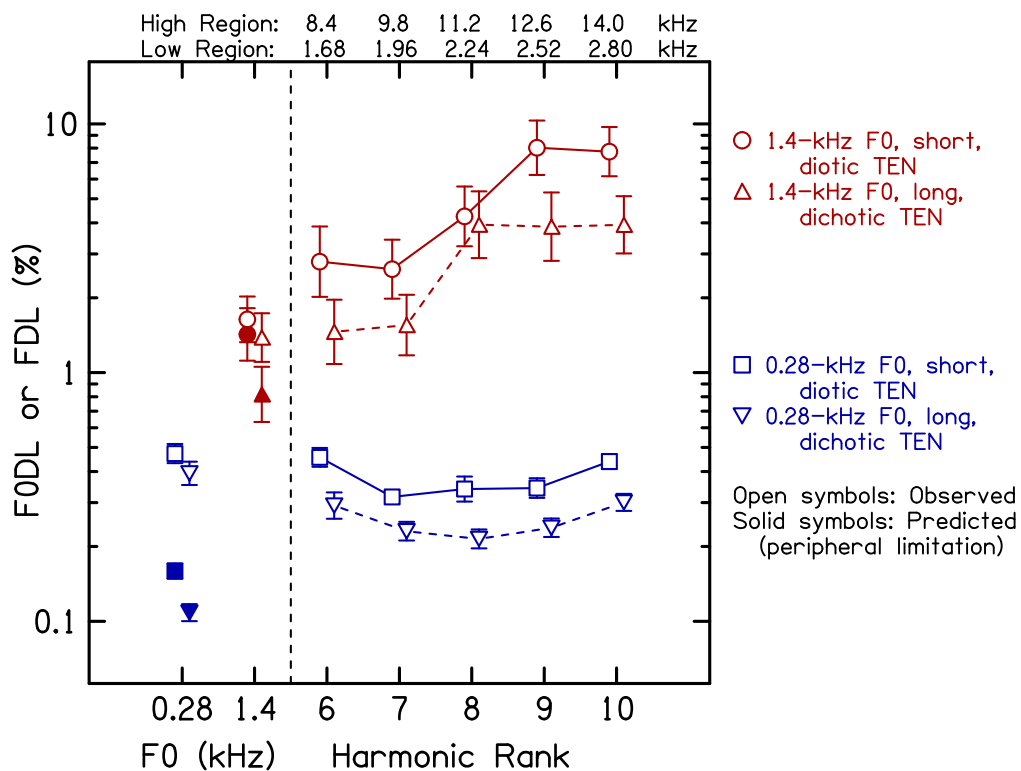 High Region: 8.4 9.8 11.2 12.6 14.0 kHz
Low Region: 1.68 1.96 2.24 2.52 2.80 kHz
10
1
0.1
F0DL or FDL (%)
0.28 1.4 6 7 8 9 10
F0 (kHz) Harmonic Rank
1.4-kHz F0, short,
diotic TEN
1.4-kHz F0, long,
dichotic TEN
0.28-kHz F0, short,
diotic TEN
0.28-kHz F0, long,
dichotic TEN
Open symbols: Observed
Solid symbols: Predicted
(peripheral limitation)